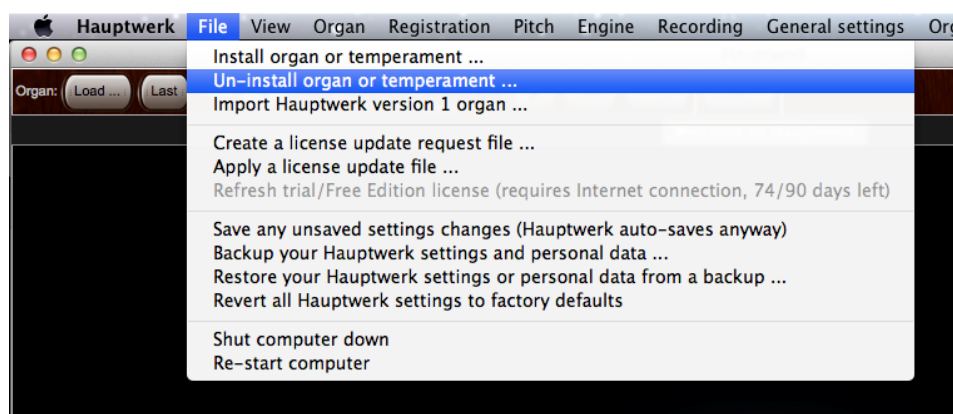 Hauptwerk File View Organ Registration Pitch Engine Recording General settings
Install organ or temperament ...
Un-install organ or temperament ...
Organ: Load ... Last
Import Hauptwerk version 1 organ ...
Create a license update request file ...
Apply a license update file ...
Refresh trial/Free Edition license (requires Internet connection, 74/90 days left)
Save any unsaved settings changes (Hauptwerk auto-saves anyway)
Backup your Hauptwerk settings and personal data ...
Restore your Hauptwerk settings or personal data from a backup ...
Revert all Hauptwerk settings to factory defaults
Shut computer down
Re-start computer